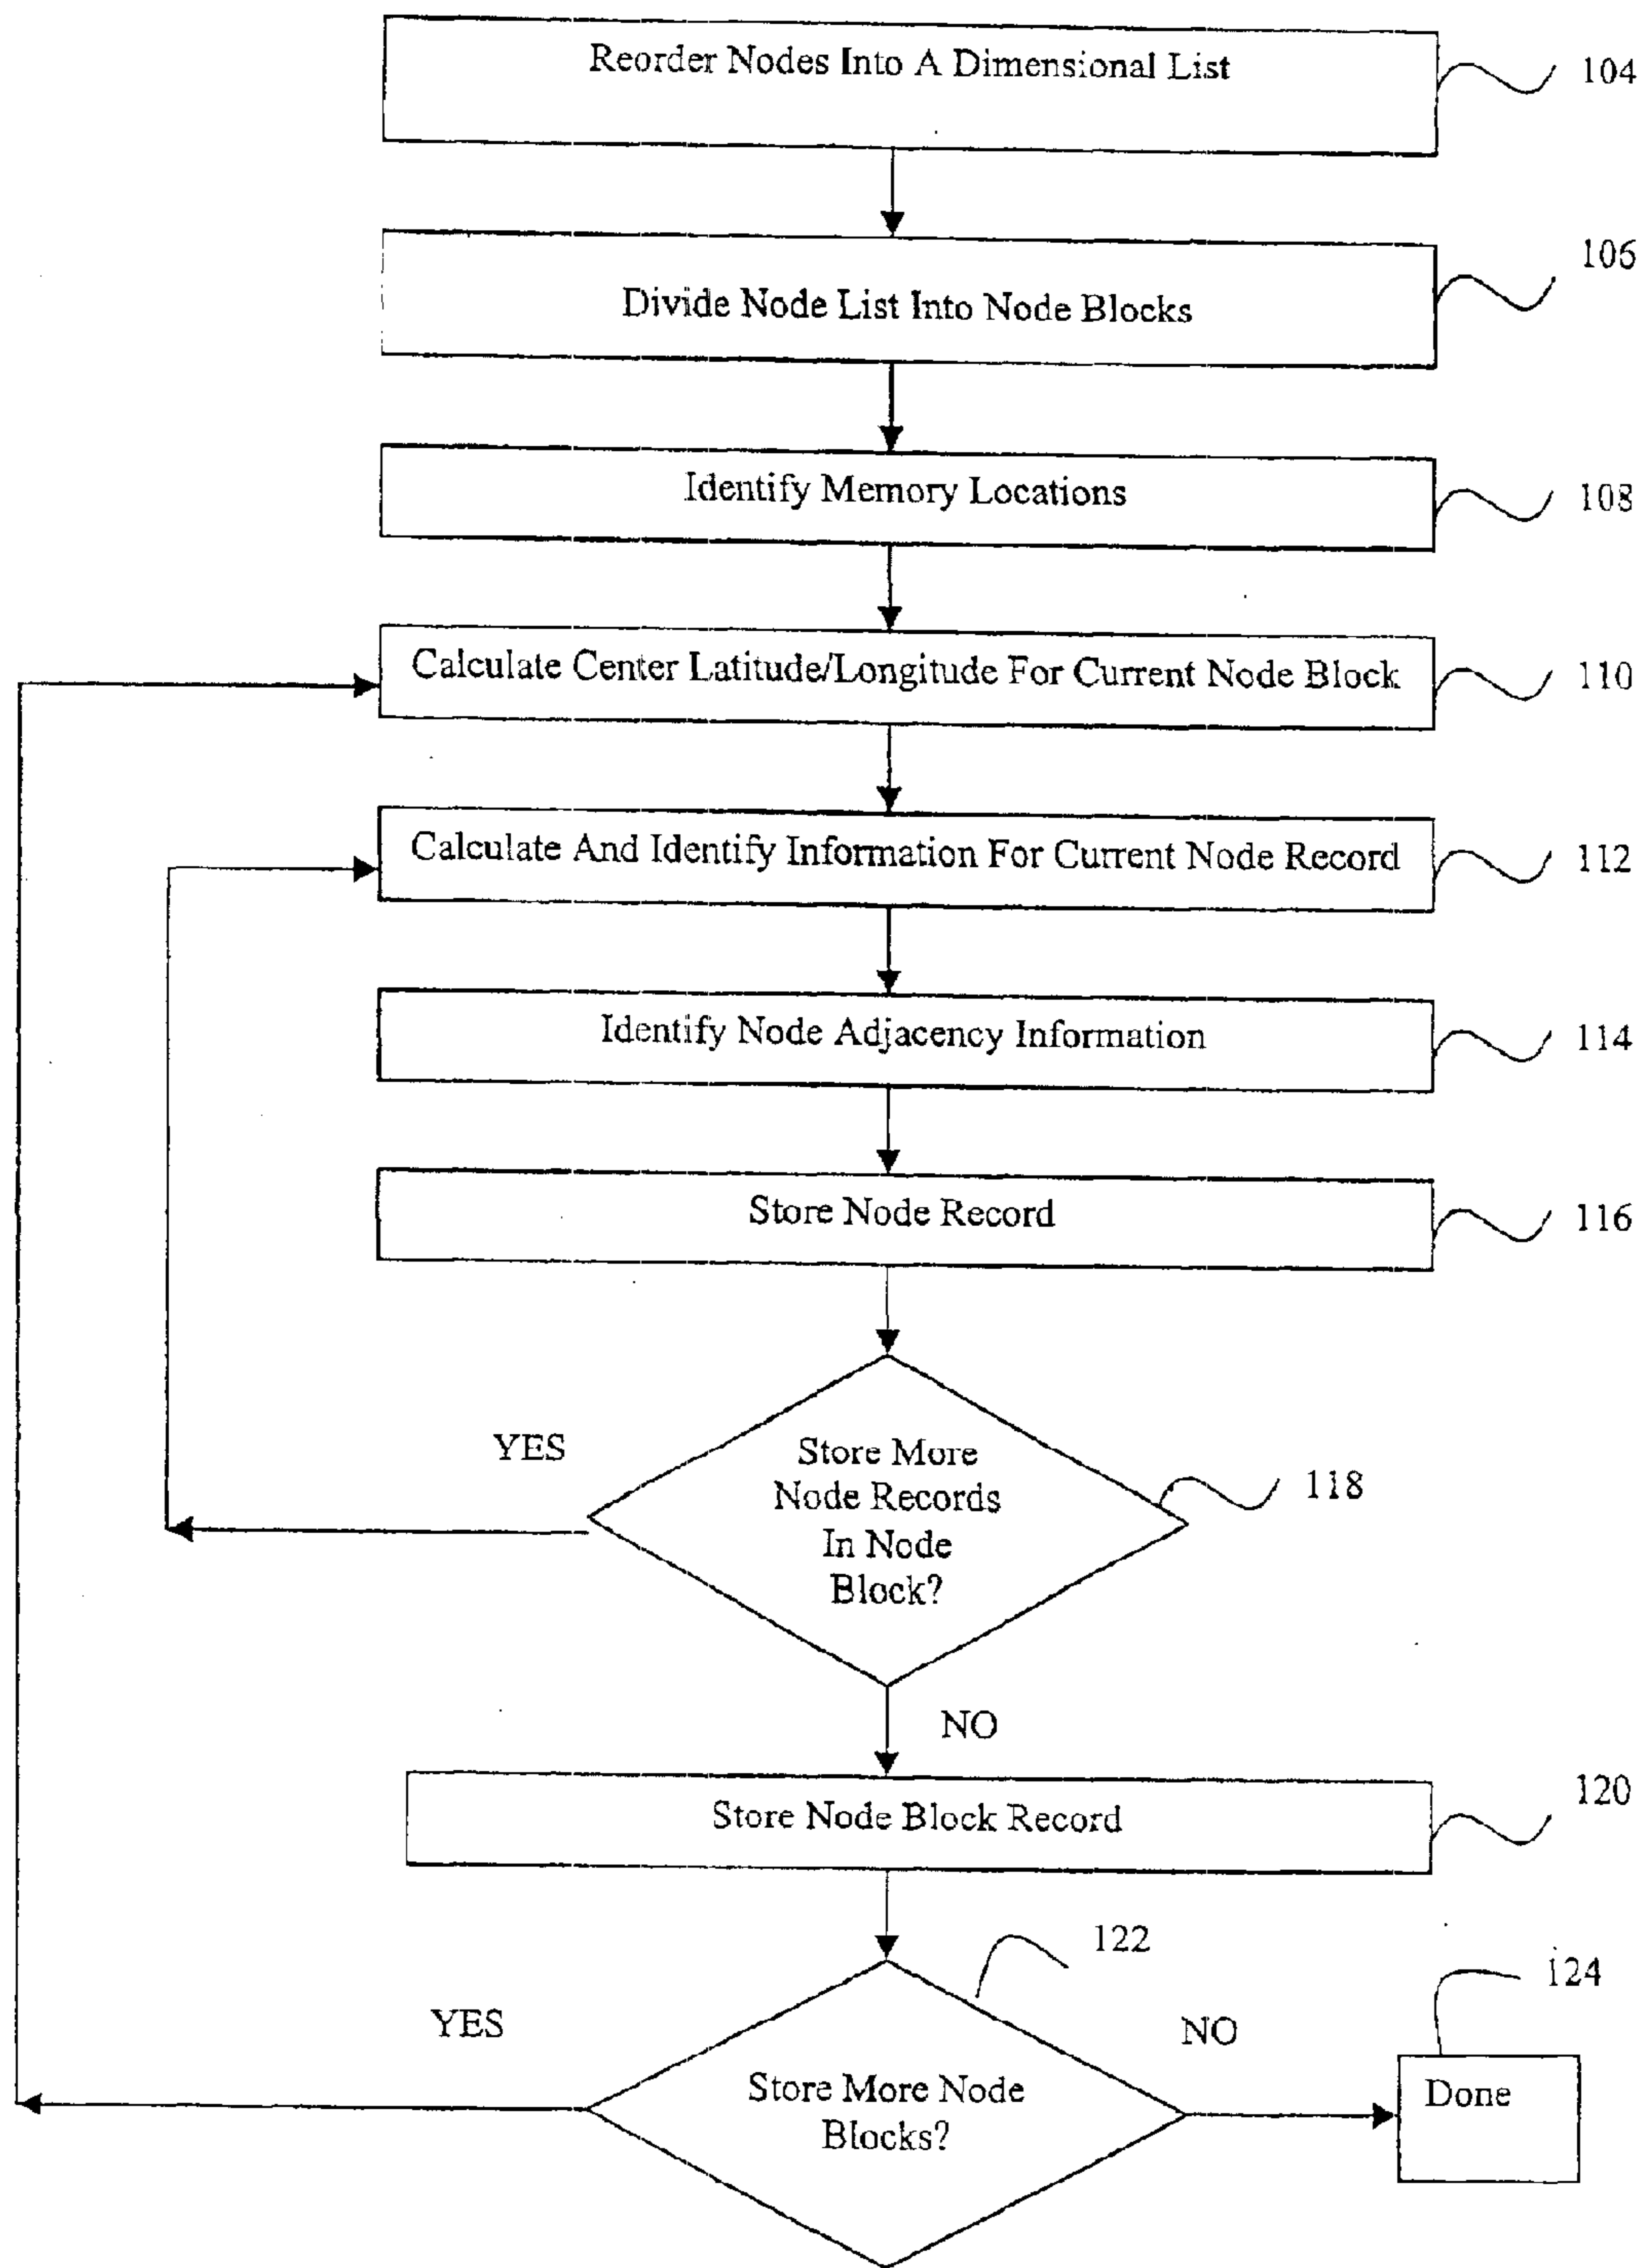 Reorder Nodes Into A Dimensional List
104
Divide Node List Into Node Blocks
106
Identify Memory Locations
108
Calculate Center Latitude/Longitude For Current Node Block
110
Calculate And Identify Information For Current Node Record
112
Identify Node Adjacency Information
114
Store Node Record
116
YES
Store More
Node Records
In Node
Block?
118
NO
Store Node Block Record
120
122
124
YES
NO
Store More Node
Blocks?
Done